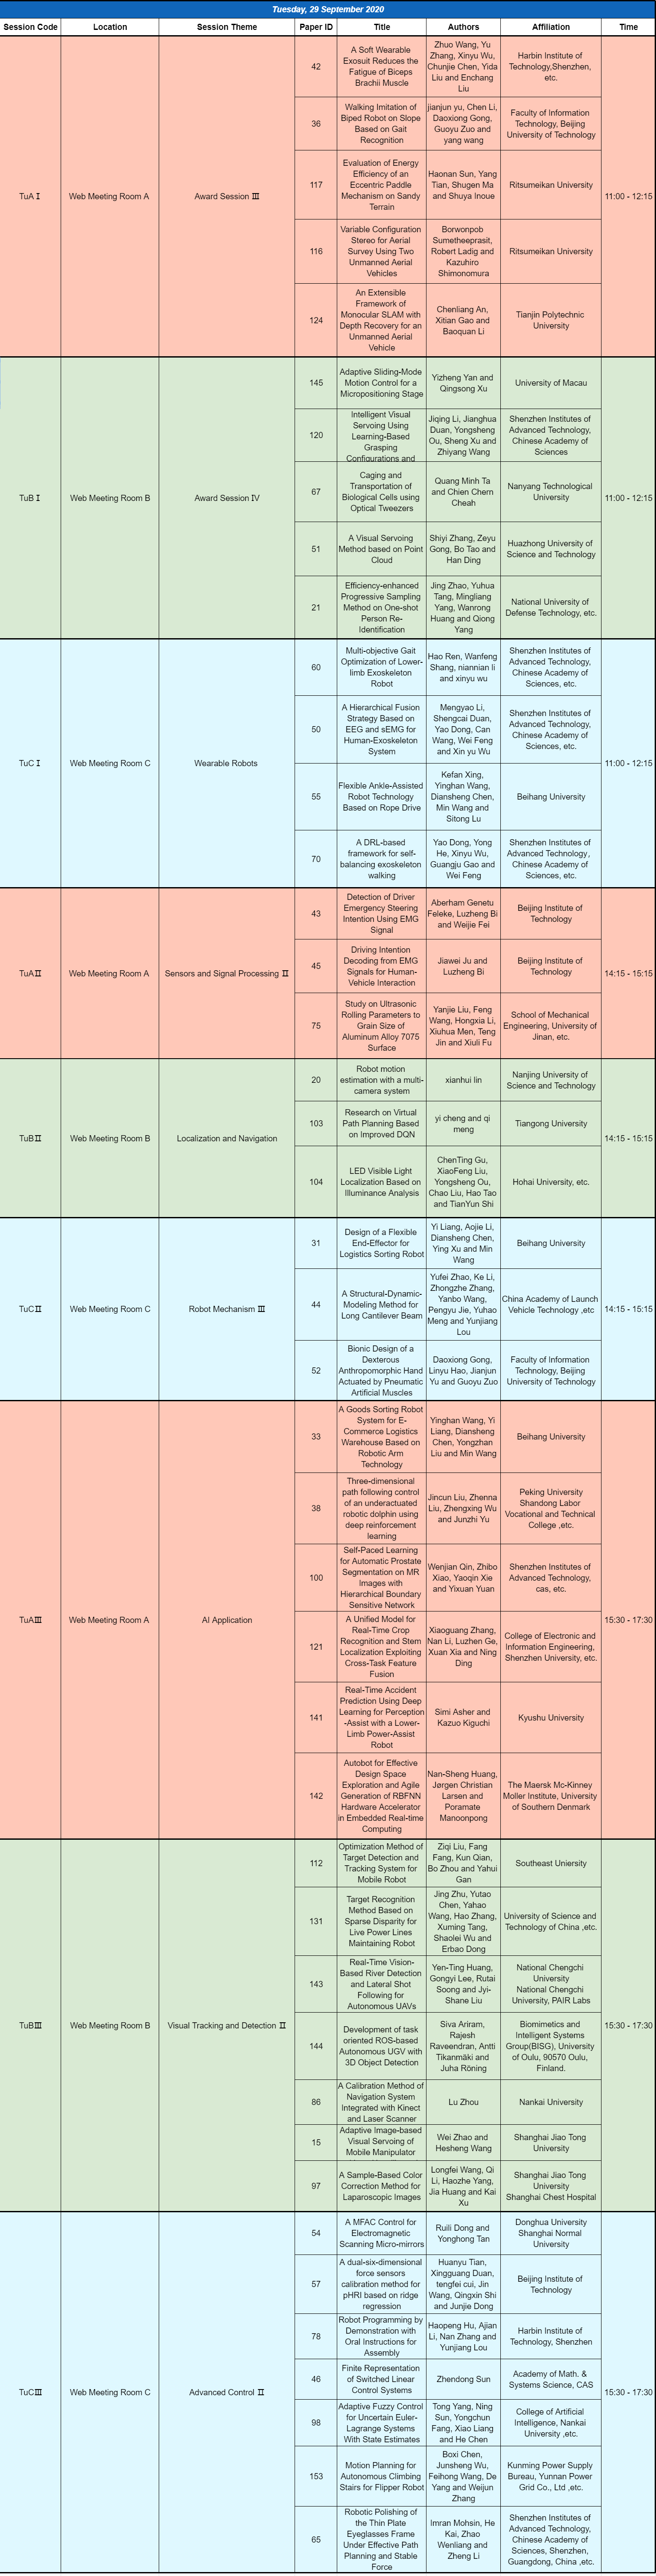 Tuesday, 29 September 2020
Session Code Location Session Theme Paper ID Title Authors Affiliation Time
TuA I
Web Meeting Room A
Award Session III
11:00 - 12:15
42
A Soft Wearable
Exosuit Reduces the
Fatigue of Biceps
Brachii Muscle
Zhuo Wang, Yu
Zhang, Xinyu Wu,
Chunjie Chen, Yida
Liu and Enchang
Liu
Harbin Institute of
Technology,Shenzhen,
etc.
36
Walking Imitation of
Biped Robot on Slope
Based on Gait
Recognition
jianjun yu, Chen Li,
Daoxiong Gong,
Guoyu Zuo and
yang wang
Faculty of Information
Technology, Beijing
University of Technology
117
Evaluation of Energy
Efficiency of an
Eccentric Paddle
Mechanism on Sandy
Terrain
Haonan Sun, Yang
Tian, Shugen Ma
and Shuya Inoue
Ritsumeikan University
116
Variable Configuration
Stereo for Aerial
Survey Using Two
Unmanned Aerial
Vehicles
Borwonpob
Sumetheeprasit,
Robert Ladig and
Kazuhiro
Shimonomura
Ritsumeikan University
124
An Extensible
Framework of
Monocular SLAM with
Depth Recovery for an
Unmanned Aerial
Vehicle
Chenliang An,
Xitian Gao and
Baoquan Li
Tianjin Polytechnic
University
TuB I
Web Meeting Room B
Award Session IV
11:00 - 12:15
145
Adaptive Sliding-Mode
Motion Control for a
Micropositioning Stage
Yizheng Yan and
Qingsong Xu
University of Macau
120
Intelligent Visual
Servoing Using
Learning-Based
Grasping
Configurations and
Jiqing Li, Jianghua
Duan, Yongsheng
Ou, Sheng Xu and
Zhiyang Wang
Shenzhen Institutes of
Advanced Technology,
Chinese Academy of
Sciences
67
Caging and
Transportation of
Biological Cells using
Optical Tweezers
Quang Minh Ta
and Chien Chern
Cheah
Nanyang Technological
University
51
A Visual Servoing
Method based on Point
Cloud
Shiyi Zhang, Zeyu
Gong, Bo Tao and
Han Ding
Huazhong University of
Science and Technology
21
Efficiency-enhanced
Progressive Sampling
Method on One-shot
Person Re-
Identification
Jing Zhao, Yuhua
Tang, Mingliang
Yang, Wanrong
Huang and Qiong
Yang
National University of
Defense Technology, etc.
TuC I
Web Meeting Room C
Wearable Robots
11:00 - 12:15
60
Multi-objective Gait
Optimization of Lower-
limb Exoskeleton
Robot
Hao Ren, Wanfeng
Shang, niannian li
and xinyu wu
Shenzhen Institutes of
Advanced Technology,
Chinese Academy of
Sciences, etc.
50
A Hierarchical Fusion
Strategy Based on
EEG and sEMG for
Human-Exoskeleton
System
Mengyao Li,
Shengcai Duan,
Yao Dong, Can
Wang, Wei Feng
and Xin yu Wu
Shenzhen Institutes of
Advanced Technology,
Chinese Academy of
Sciences, etc.
55
Flexible Ankle-Assisted
Robot Technology
Based on Rope Drive
Kefan Xing,
Yinghan Wang,
Diansheng Chen,
Min Wang and
Sitong Lu
Beihang University
70
A DRL-based
framework for self-
balancing exoskeleton
walking
Yao Dong, Yong
He, Xinyu Wu,
Guangju Gao and
Wei Feng
Shenzhen Institutes of
Advanced Technology,
Chinese Academy of
Sciences, etc.
TuAII
Web Meeting Room A
Sensors and Signal Processing II
14:15 - 15:15
43
Detection of Driver
Emergency Steering
Intention Using EMG
Signal
Aberham Genetu
Feleke, Luzheng Bi
and Weijie Fei
Beijing Institute of
Technology
45
Driving Intention
Decoding from EMG
Signals for Human-
Vehicle Interaction
Jiawei Ju and
Luzheng Bi
Beijing Institute of
Technology
75
Study on Ultrasonic
Rolling Parameters to
Grain Size of
Aluminum Alloy 7075
Surface
Yanjie Liu, Feng
Wang, Hongxia Li,
Xiuhua Men, Teng
Jin and Xiuli Fu
School of Mechanical
Engineering, University of
Jinan, etc.
TuBII
Web Meeting Room B
Localization and Navigation
14:15 - 15:15
20
Robot motion
estimation with a multi-
camera system
xianhui lin
Nanjing University of
Science and Technology
103
Research on Virtual
Path Planning Based
on Improved DQN
yi cheng and qi
meng
Tiangong University
104
LED Visible Light
Localization Based on
Illuminance Analysis
ChenTing Gu,
XiaoFeng Liu,
Yongsheng Ou,
Chao Liu, Hao Tao
and TianYun Shi
Hohai University, etc.
TuCII
Web Meeting Room C
Robot Mechanism III
14:15 - 15:15
31
Design of a Flexible
End-Effector for
Logistics Sorting Robot
Yi Liang, Aojie Li,
Diansheng Chen,
Ying Xu and Min
Wang
Beihang University
44
A Structural-Dynamic-
Modeling Method for
Long Cantilever Beam
Yufei Zhao, Ke Li,
Zhongzhe Zhang,
Yanbo Wang,
Pengyu Jie, Yuhao
Meng and Yunjiang
Lou
China Academy of Launch
Vehicle Technology ,etc
52
Bionic Design of a
Dexterous
Anthropomorphic Hand
Actuated by Pneumatic
Artificial Muscles
Daoxiong Gong,
Linyu Hao, Jianjun
Yu and Guoyu Zuo
Faculty of Information
Technology, Beijing
University of Technology
TuAIII
Web Meeting Room A
AI Application
15:30 - 17:30
33
A Goods Sorting Robot
System for E-
Commerce Logistics
Warehouse Based on
Robotic Arm
Technology
Yinghan Wang, Yi
Liang, Diansheng
Chen, Yongzhan
Liu and Min Wang
Beihang University
38
Three-dimensional
path following control
of an underactuated
robotic dolphin using
deep reinforcement
learning
Jincun Liu, Zhenna
Liu, Zhengxing Wu
and Junzhi Yu
Peking University
Shandong Labor
Vocational and Technical
College ,etc.
100
Self-Paced Learning
for Automatic Prostate
Segmentation on MR
Images with
Hierarchical Boundary
Sensitive Network
Wenjian Qin, Zhibo
Xiao, Yaoqin Xie
and Yixuan Yuan
Shenzhen Institutes of
Advanced Technology,
cas, etc.
121
A Unified Model for
Real-Time Crop
Recognition and Stem
Localization Exploiting
Cross-Task Feature
Fusion
Xiaoguang Zhang,
Nan Li, Luzhen Ge,
Xuan Xia and Ning
Ding
College of Electronic and
Information Engineering,
Shenzhen University, etc.
141
Real-Time Accident
Prediction Using Deep
Learning for Perception
-Assist with a Lower-
Limb Power-Assist
Robot
Simi Asher and
Kazuo Kiguchi
Kyushu University
142
Autobot for Effective
Design Space
Exploration and Agile
Generation of RBFNN
Hardware Accelerator
in Embedded Real-time
Computing
Nan-Sheng Huang,
Jørgen Christian
Larsen and
Poramate
Manoonpong
The Maersk Mc-Kinney
Moller Institute, University
of Southern Denmark
TuBIII
Web Meeting Room B
Visual Tracking and Detection II
15:30 - 17:30
112
Optimization Method of
Target Detection and
Tracking System for
Mobile Robot
Ziqi Liu, Fang
Fang, Kun Qian,
Bo Zhou and Yahui
Gan
Southeast Uniersity
131
Target Recognition
Method Based on
Sparse Disparity for
Live Power Lines
Maintaining Robot
Jing Zhu, Yutao
Chen, Yahao
Wang, Hao Zhang,
Xuming Tang,
Shaolei Wu and
Erbao Dong
University of Science and
Technology of China ,etc.
143
Real-Time Vision-
Based River Detection
and Lateral Shot
Following for
Autonomous UAVs
Yen-Ting Huang,
Gongyi Lee, Rutai
Soong and Jyi-
Shane Liu
National Chengchi
University
National Chengchi
University, PAIR Labs
144
Development of task
oriented ROS-based
Autonomous UGV with
3D Object Detection
Siva Ariram,
Rajesh
Raveendran, Antti
Tikanmäki and
Juha Röning
Biomimetics and
Intelligent Systems
Group(BISG), University
of Oulu, 90570 Oulu,
Finland.
86
A Calibration Method of
Navigation System
Integrated with Kinect
and Laser Scanner
Lu Zhou
Nankai University
15
Adaptive Image-based
Visual Servoing of
Mobile Manipulator
Wei Zhao and
Hesheng Wang
Shanghai Jiao Tong
University
97
A Sample-Based Color
Correction Method for
Laparoscopic Images
Longfei Wang, Qi
Li, Haozhe Yang,
Jia Huang and Kai
Xu
Shanghai Jiao Tong
University
Shanghai Chest Hospital
TuCIII
Web Meeting Room C
Advanced Control II
15:30 - 17:30
54
A MFAC Control for
Electromagnetic
Scanning Micro-mirrors
Ruili Dong and
Yonghong Tan
Donghua University
Shanghai Normal
University
57
A dual-six-dimensional
force sensors
calibration method for
pHRI based on ridge
regression
Huanyu Tian,
Xingguang Duan,
tengfei cui, Jin
Wang, Qingxin Shi
and Junjie Dong
Beijing Institute of
Technology
78
Robot Programming by
Demonstration with
Oral Instructions for
Assembly
Haopeng Hu, Ajian
Li, Nan Zhang and
Yunjiang Lou
Harbin Institute of
Technology, Shenzhen
46
Finite Representation
of Switched Linear
Control Systems
Zhendong Sun
Academy of Math. &
Systems Science, CAS
98
Adaptive Fuzzy Control
for Uncertain Euler-
Lagrange Systems
With State Estimates
Tong Yang, Ning
Sun, Yongchun
Fang, Xiao Liang
and He Chen
College of Artificial
Intelligence, Nankai
University ,etc.
153
Motion Planning for
Autonomous Climbing
Stairs for Flipper Robot
Boxi Chen,
Junsheng Wu,
Feihong Wang, De
Yang and Weijun
Zhang
Kunming Power Supply
Bureau, Yunnan Power
Grid Co., Ltd ,etc.
65
Robotic Polishing of
the Thin Plate
Eyeglasses Frame
Under Effective Path
Planning and Stable
Force
Imran Mohsin, He
Kai, Zhao
Wenliang and
Zheng Li
Shenzhen Institutes of
Advanced Technology,
Chinese Academy of
Sciences, Shenzhen,
Guangdong, China ,etc.